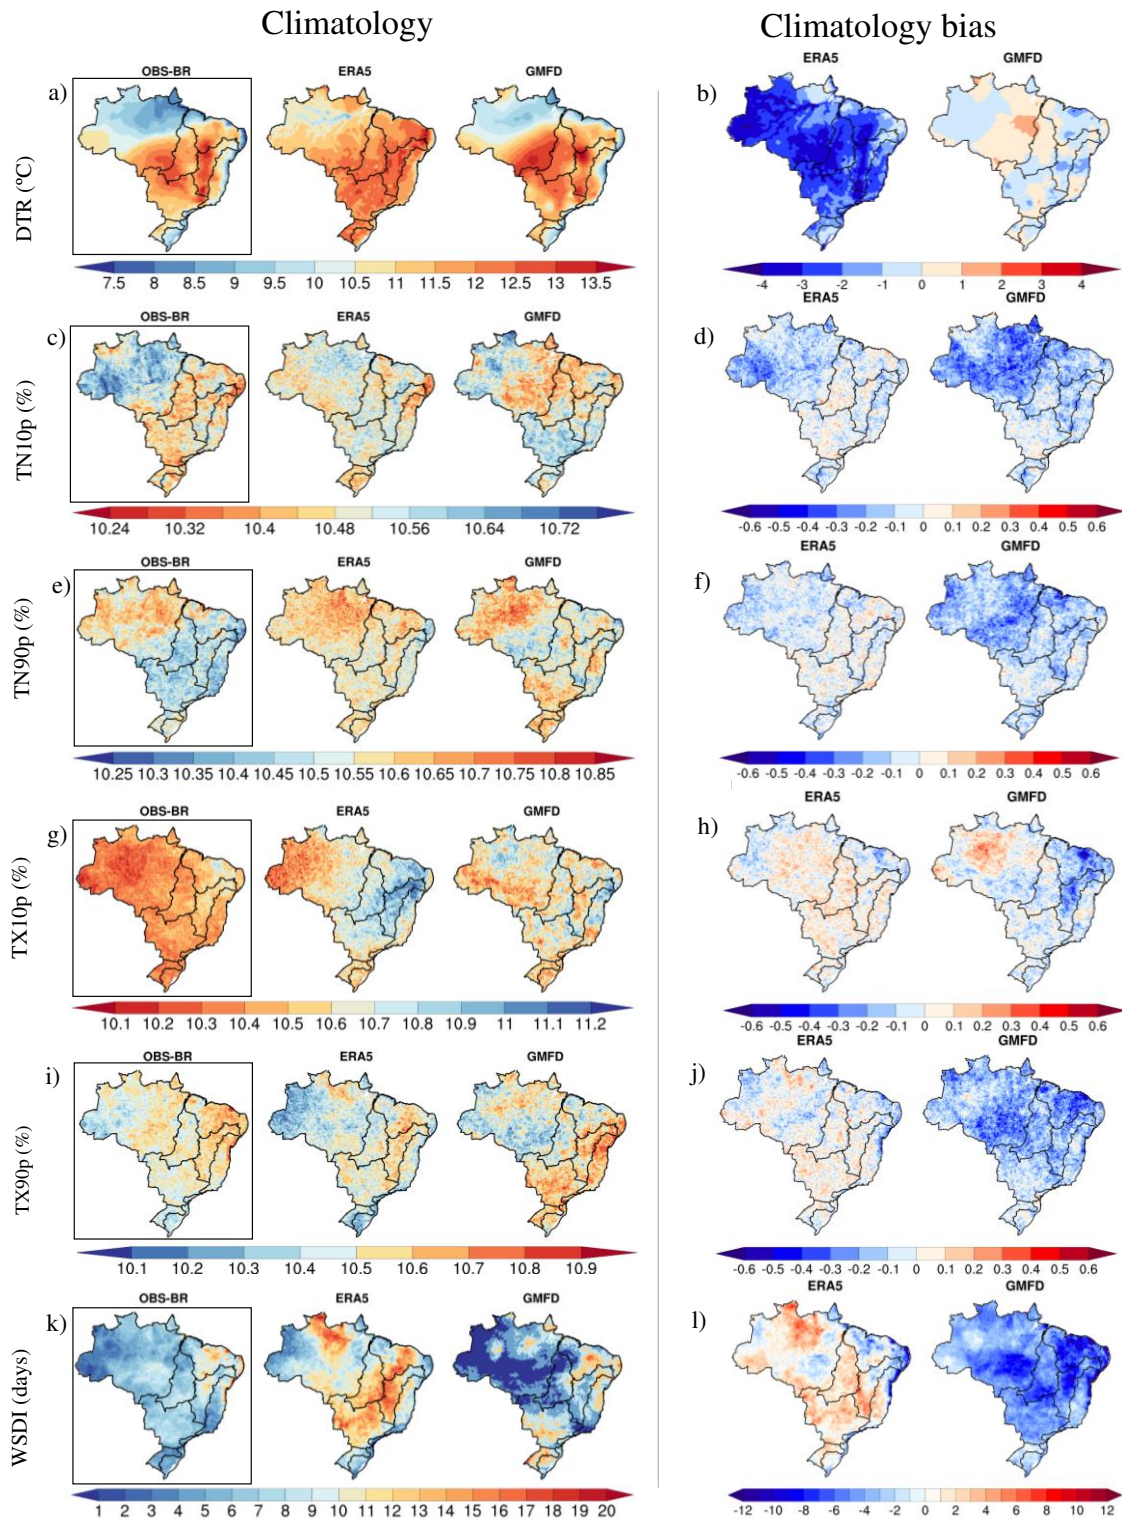 Climatology
Climatology bias
OBS-BR ERA5 GMFD
ERA5 GMFD
a)
b)
DTR (ºC)
7.5 8 8.5 9 10 10.5 11 11.5 12 12.5 13 13.5
-4 -3 -2 -1 0 1 2 3 4
OBS-BR ERA5 GMFD
ERA5 GMFD
c)
d)
TN10p (%)
10.24 10.32 10.4 10.48 10.56 10.64 10.72
-0.6 -0.5 -0.4 -0.3 -0.2 -0.1 0 0.1 0.2 0.3 0.4 0.5 0.6
OBS-BR ERA5 GMFD
ERA5 GMFD
e)
f)
TN90p (%)
10.25 10.3 10.35 10.4 10.45 10.5 10.55 10.6 10.65 10.7 10.75 10.8 10.85
-0.6 -0.5 -0.4 -0.3 -0.2 -0.1 0 0.1 0.2 0.3 0.4 0.5 0.6
OBS-BR ERA5 GMFD
ERA5 GMFD
g)
h)
TX10p (%)
10.1 10.2 10.3 10.4 10.5 10.6 10.7 10.8 10.9 11 11.1 11.2
-0.6 -0.5 -0.4 -0.3 -0.2 -0.1 0 0.1 0.2 0.3 0.4 0.5 0.6
OBS-BR ERA5 GMFD
ERA5 GMFD
i)
j)
TX90p (%)
10.1 10.2 10.3 10.4 10.5 10.6 10.7 10.8 10.9
-0.6 -0.5 -0.4 -0.3 -0.2 -0.1 0 0.1 0.2 0.3 0.4 0.5 0.6
OBS-BR ERA5 GMFD
ERA5 GMFD
k)
l)
WSDI (days)
1 2 3 4 5 6 7 8 9 10 11 12 13 14 15 16 17 18 19 20
-12 -10 -8 -6 -4 -2 0 2 4 6 8 10 12